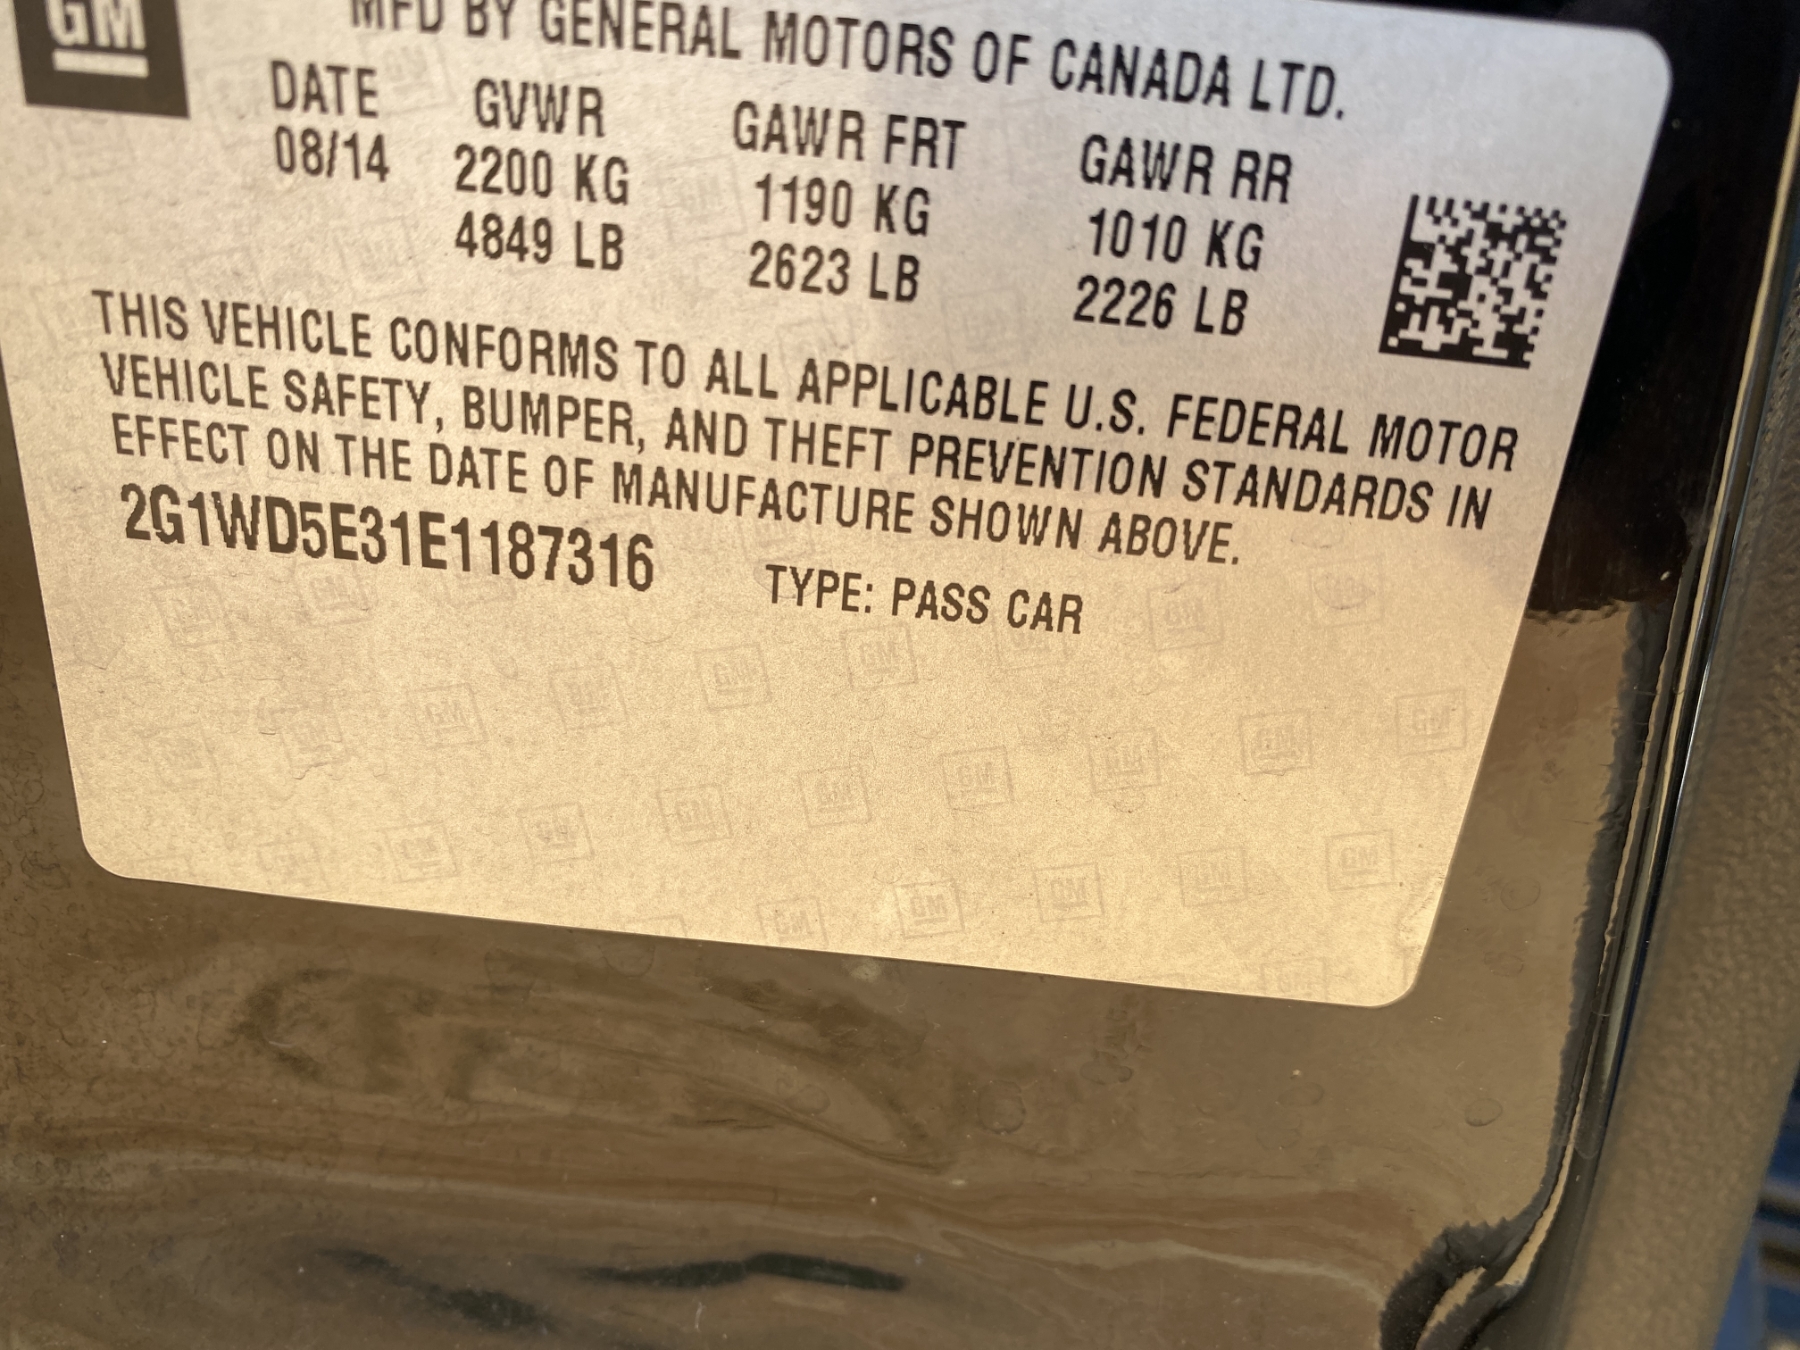 GM
MFD BY GENERAL MOTORS OF CANADA LTD.
DATE GVWR GAWR FRT GAWR RR
08/14 2200 KG 1190 KG 1010 KG
4849 LB 2623 LB 2226 LB
THIS VEHICLE CONFORMS TO ALL APPLICABLE U.S. FEDERAL MOTOR
VEHICLE SAFETY, BUMPER, AND THEFT PREVENTION STANDARDS IN
EFFECT ON THE DATE OF MANUFACTURE SHOWN ABOVE.
2G1WD5E31E1187316 TYPE: PASS CAR